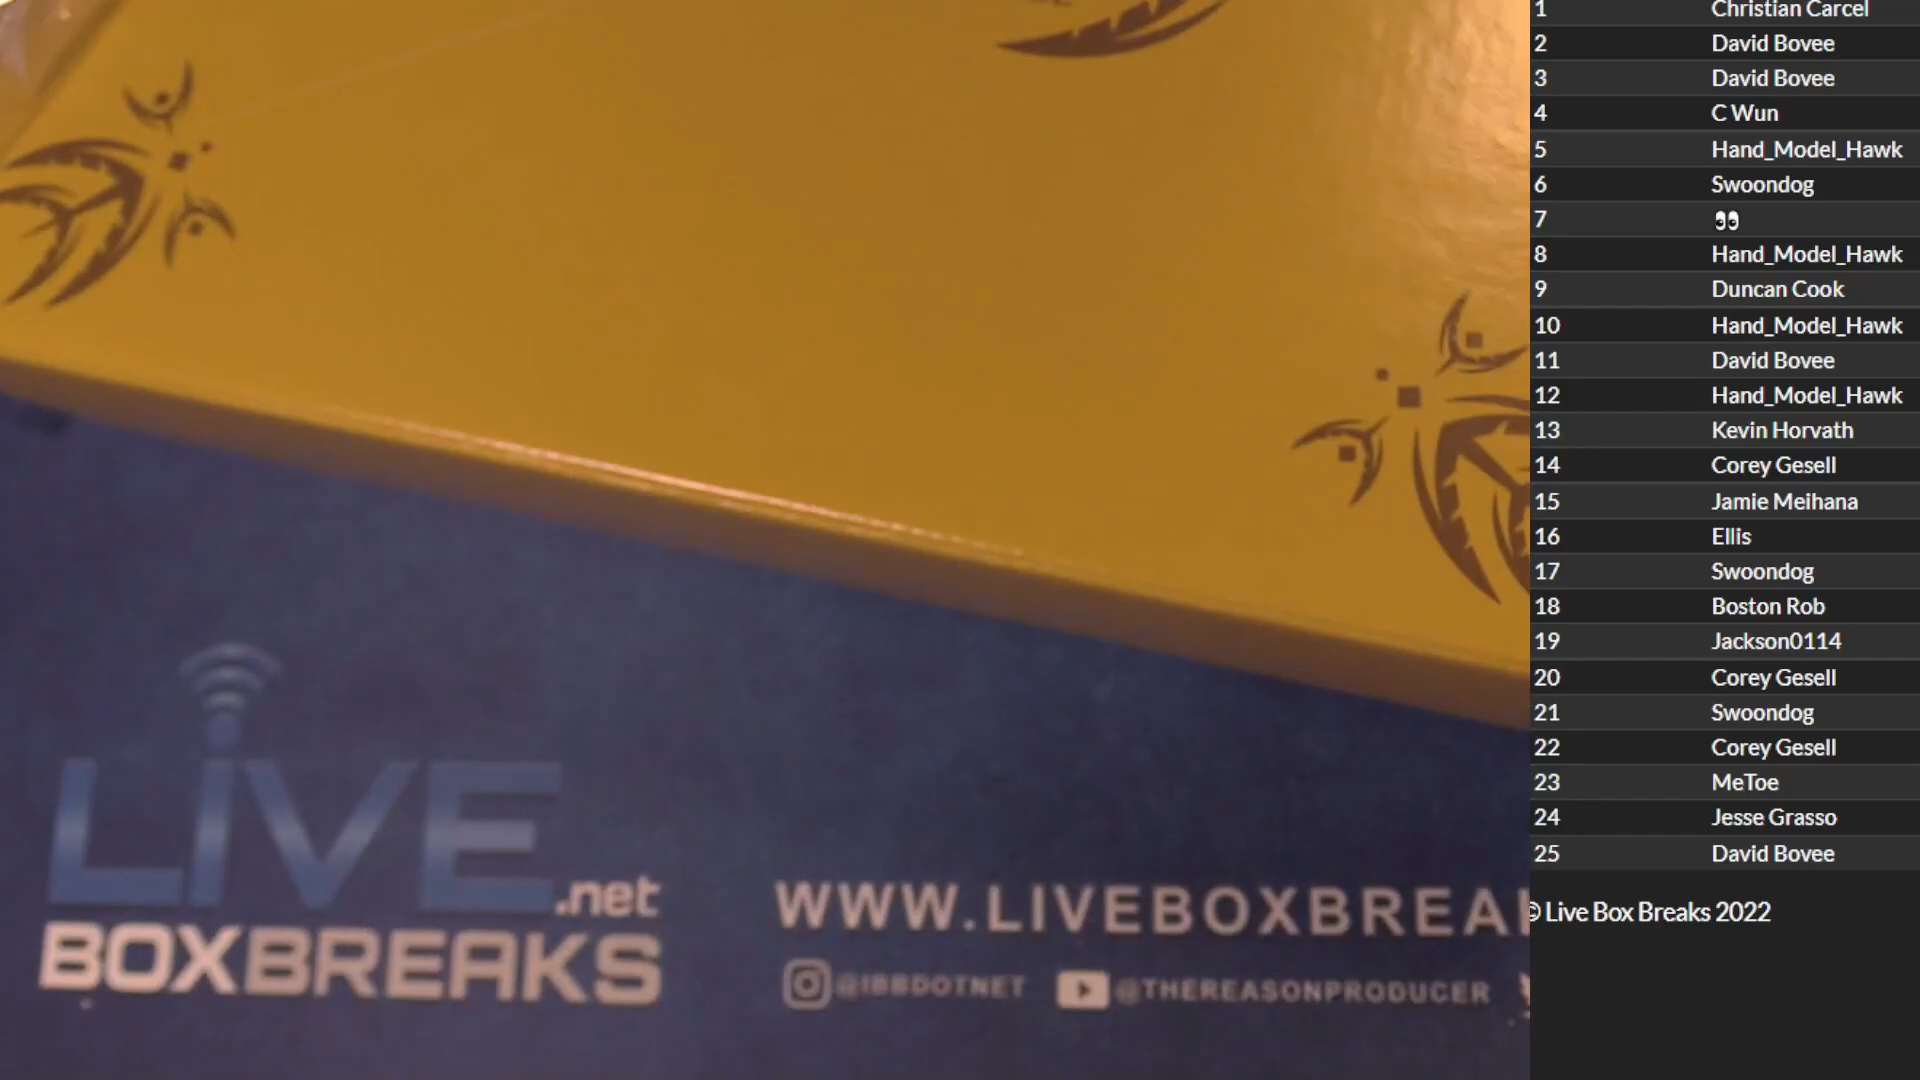 LIVE
.net
BOXBREAKS
WWW.LIVEBOXBREA
@THEREASONPRODUCER
1 Christian Carcel
2 David Bovee
3 David Bovee
4 C Wun
5 Hand_Model_Hawk
6 Swoondog
7 👀
8 Hand_Model_Hawk
9 Duncan Cook
10 Hand_Model_Hawk
11 David Bovee
12 Hand_Model_Hawk
13 Kevin Horvath
14 Corey Gesell
15 Jamie Meihana
16 Ellis
17 Swoondog
18 Boston Rob
19 Jackson0114
20 Corey Gesell
21 Swoondog
22 Corey Gesell
23 MeToe
24 Jesse Grasso
25 David Bovee
© Live Box Breaks 2022